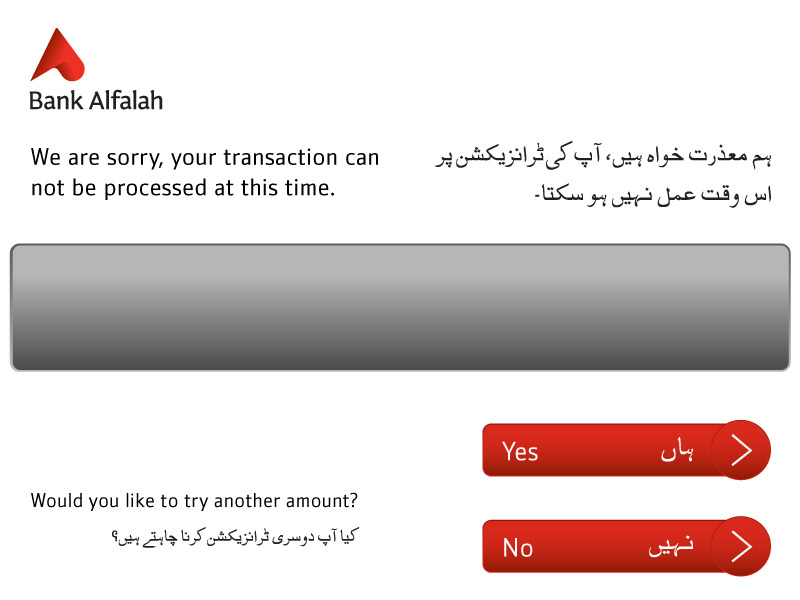 Bank Alfalah
We are sorry, your transaction can
not be processed at this time.
ہم معذرت خواہ ہیں، آپ کی ٹرانزیکشن پر
اس وقت عمل نہیں ہو سکتا-
Yes ہاں
Would you like to try another amount?
کیا آپ دوسری ٹرانزیکشن کرنا چاہتے ہیں؟
No نہیں